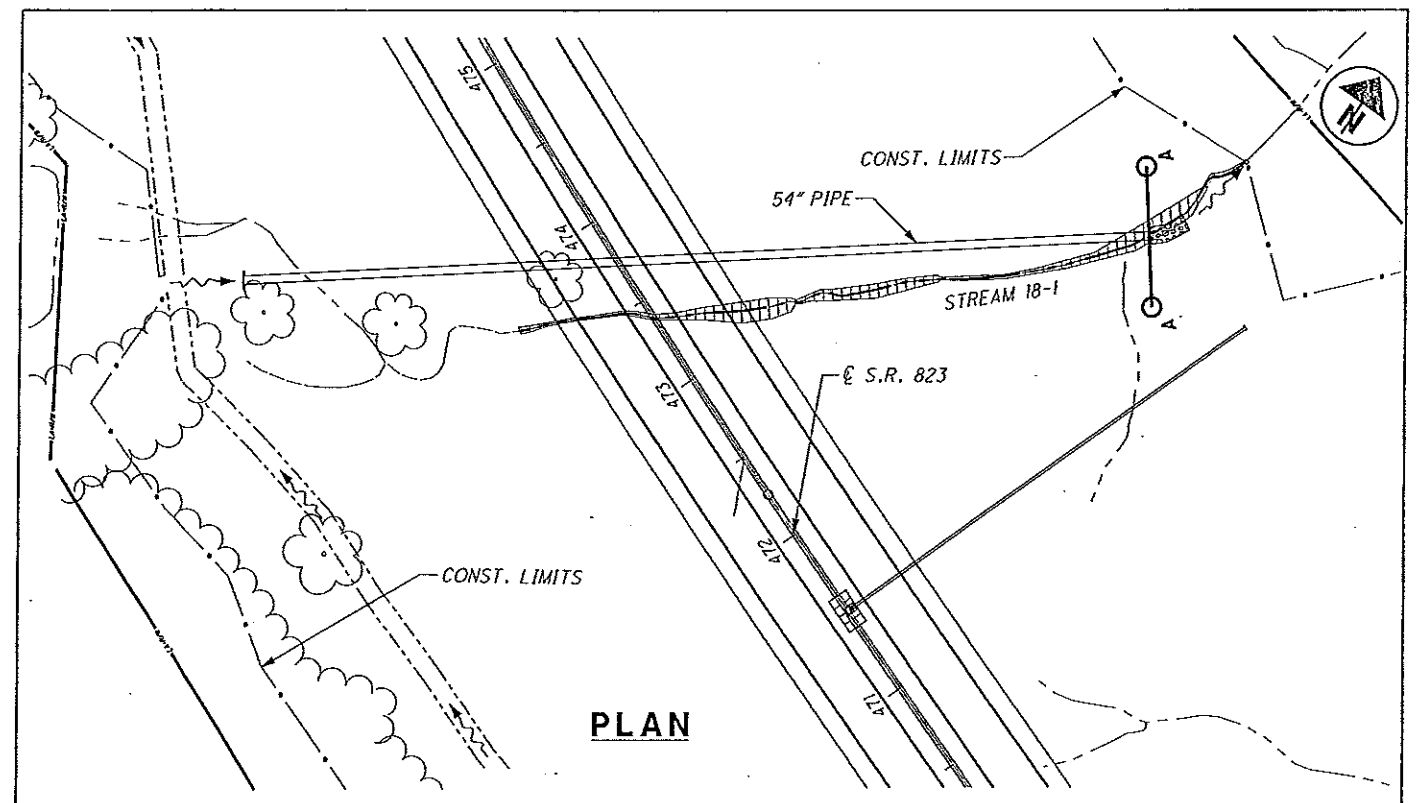 475
CONST. LIMITS
N
A
54" PIPE
474
STREAM 18-1
A
473
℄ S.R. 823
472
CONST. LIMITS
471
PLAN